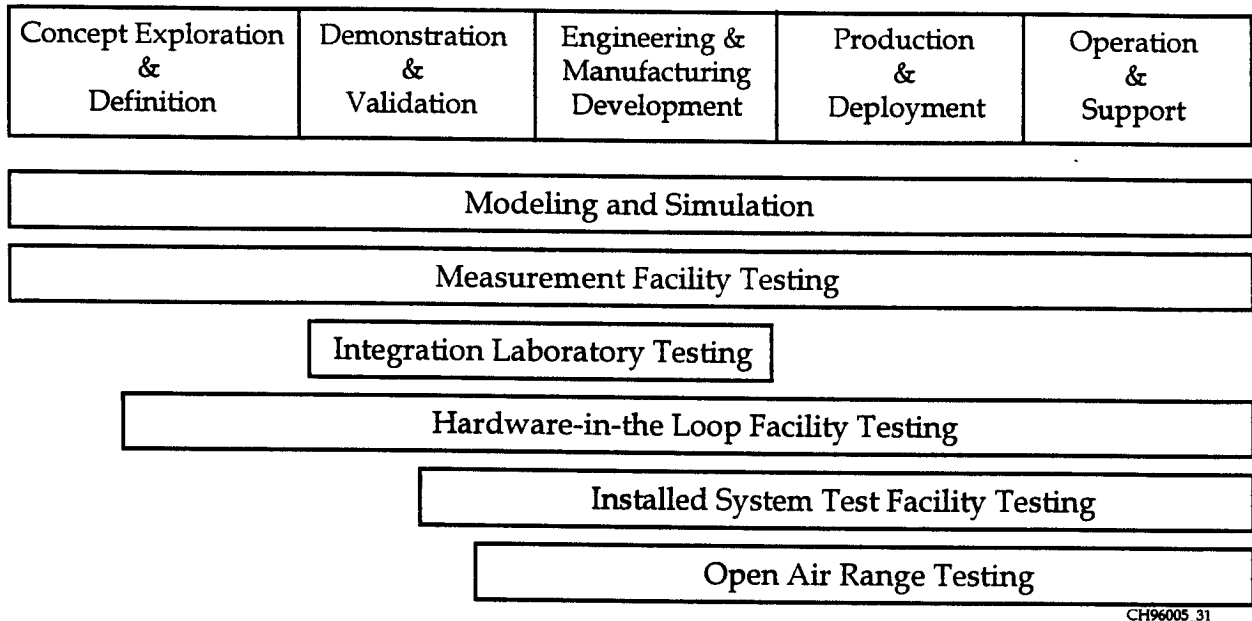 Concept Exploration
&
Definition
Demonstration
&
Validation
Engineering &
Manufacturing
Development
Production
&
Deployment
Operation
&
Support
Modeling and Simulation
Measurement Facility Testing
Integration Laboratory Testing
Hardware-in-the Loop Facility Testing
Installed System Test Facility Testing
Open Air Range Testing
CH96005 31